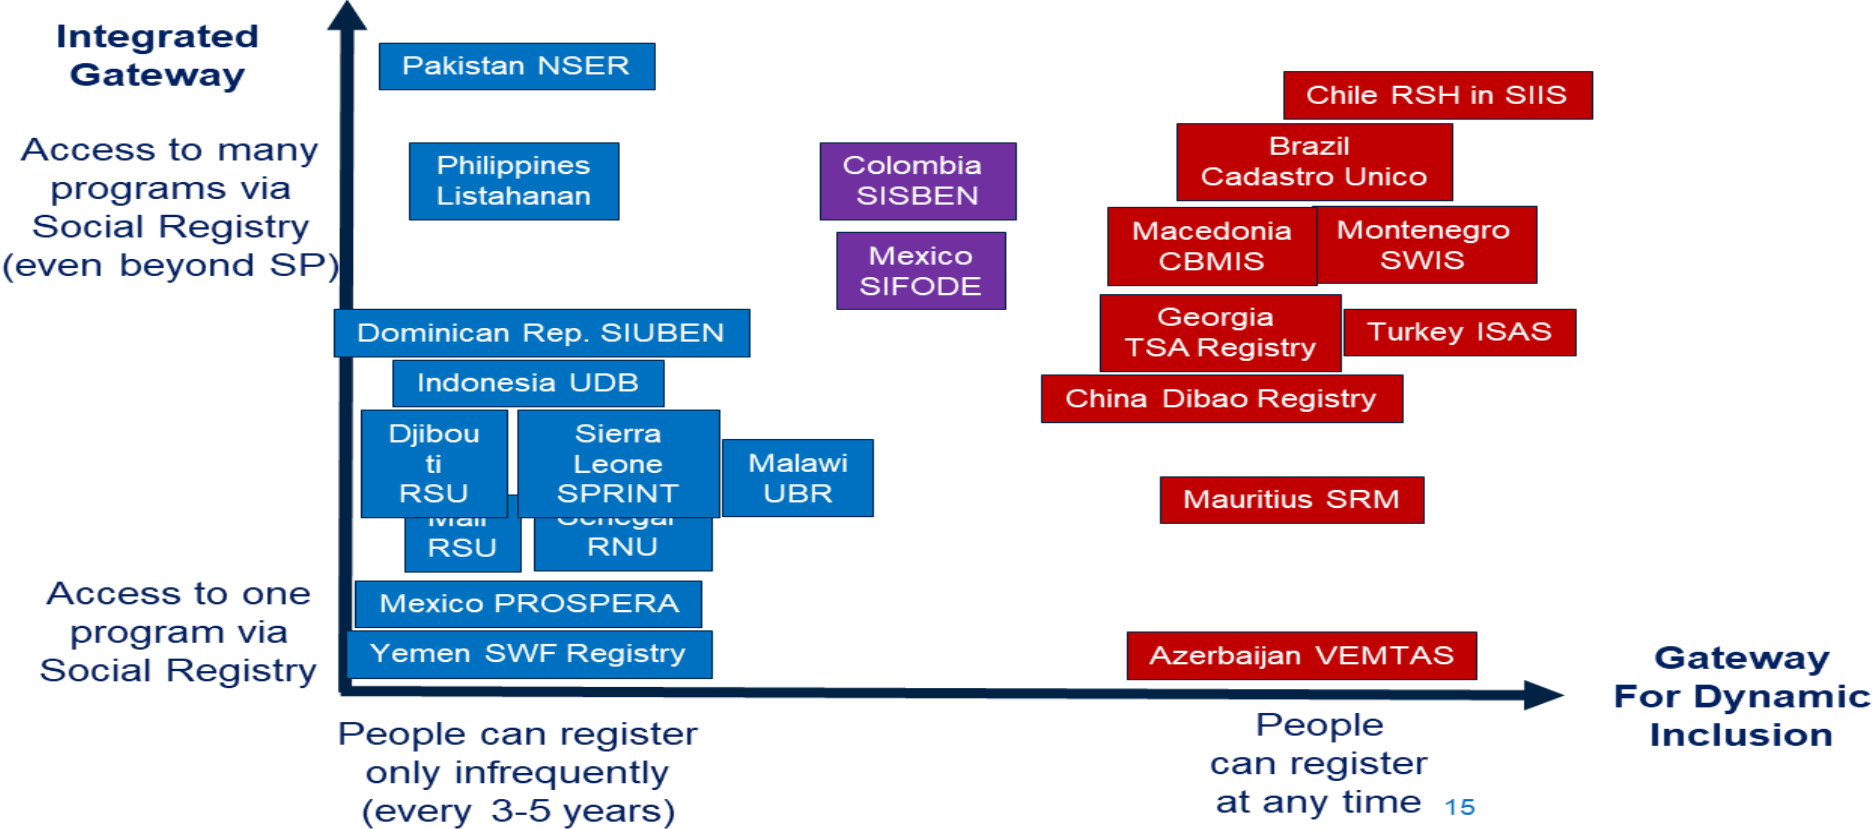 Integrated
Gateway
Access to many
programs via
Social Registry
(even beyond SP)
Access to one
program via
Social Registry
Pakistan NSER
Philippines
Listahanan
Dominican Rep. SIUBEN
Indonesia UDB
Djibou
ti
RSU
Sierra
Leone
SPRINT
Malawi
UBR
Mali
RSU
Senegal
RNU
Mexico PROSPERA
Yemen SWF Registry
Colombia
SISBEN
Mexico
SIFODE
Chile RSH in SIIS
Brazil
Cadastro Unico
Macedonia
CBMIS
Montenegro
SWIS
Georgia
TSA Registry
Turkey ISAS
China Dibao Registry
Mauritius SRM
Azerbaijan VEMTAS
People can register
only infrequently
(every 3-5 years)
People
can register
at any time
15
Gateway
For Dynamic
Inclusion